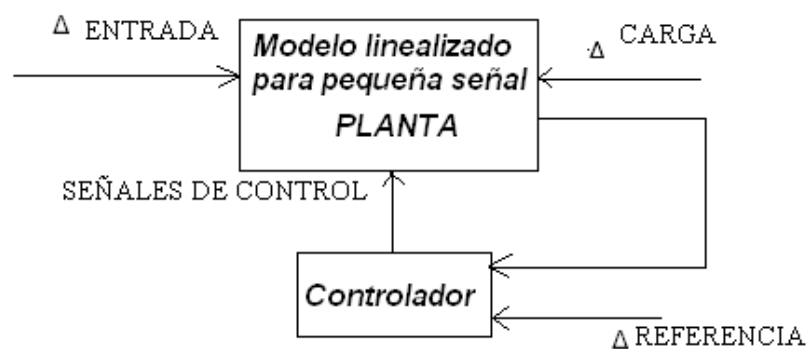 Δ ENTRADA
Modelo linealizado
para pequeña señal
PLANTA
Δ CARGA
SEÑALES DE CONTROL
Controlador
Δ REFERENCIA